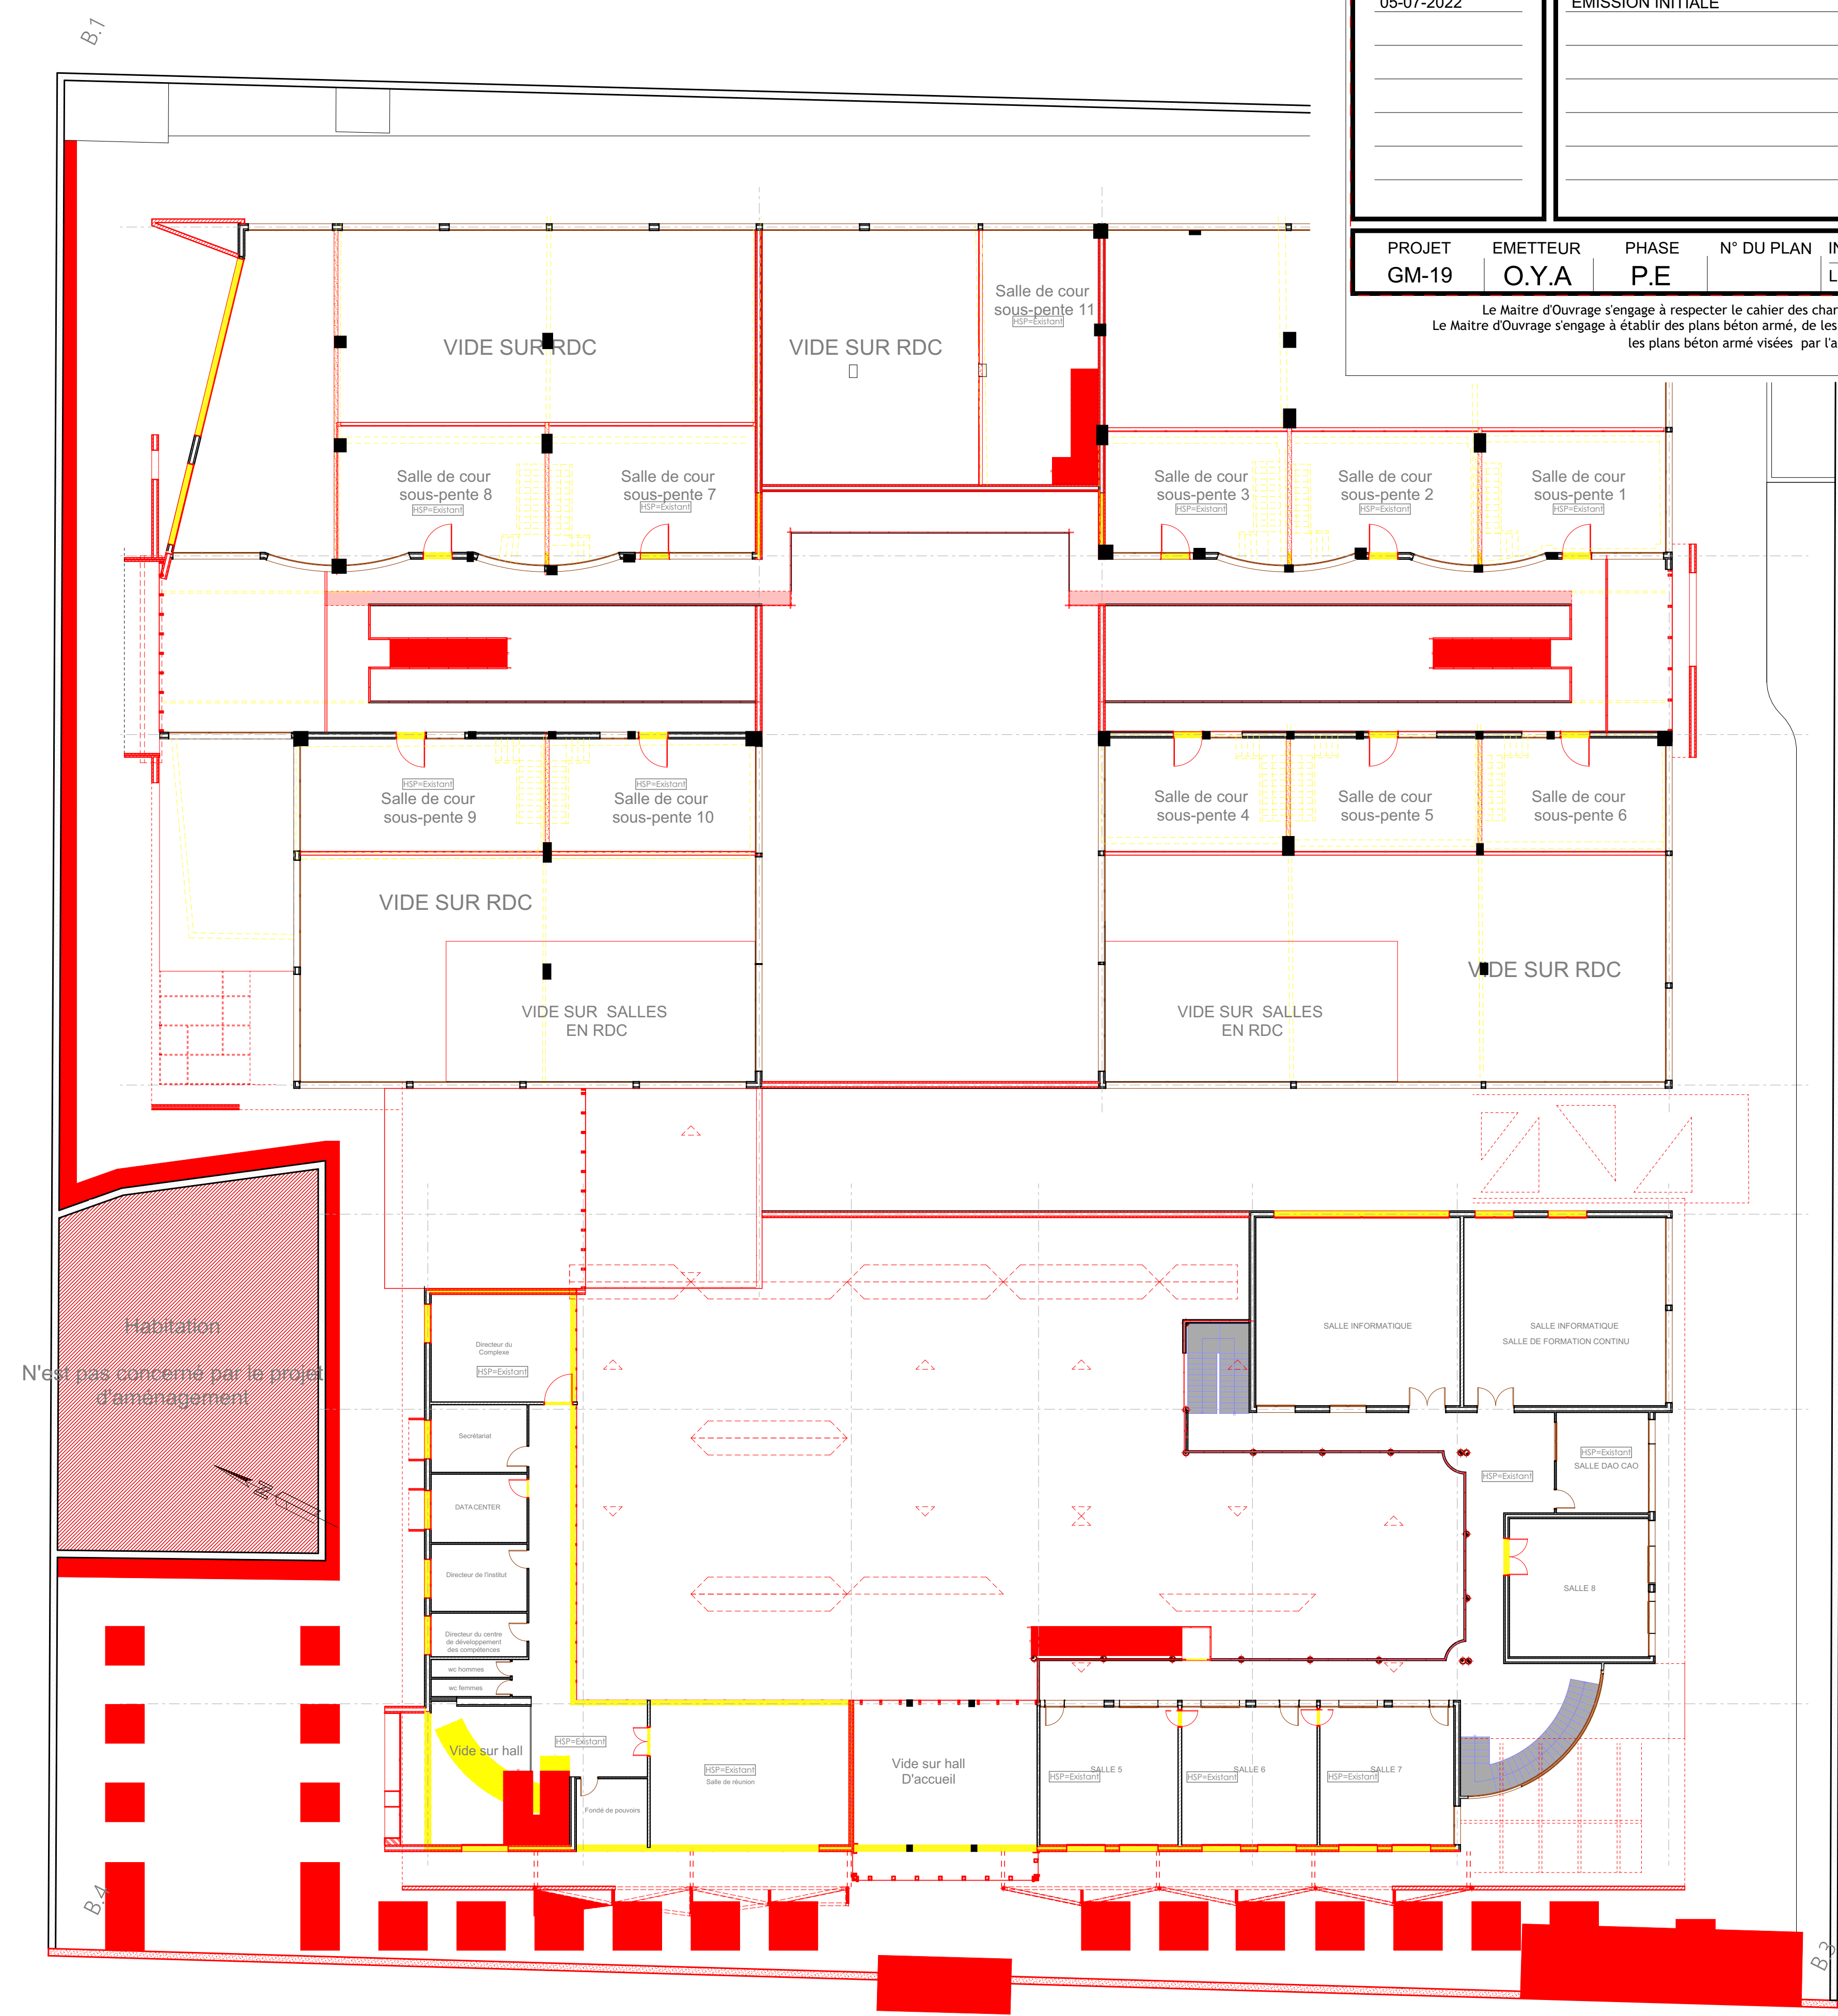 05-07-2022
EMISSION INITIALE
PROJET
EMETTEUR
PHASE
N° DU PLAN
GM-19
O.Y.A
P.E
Le Maitre d'Ouvrage s'engage à respecter le cahier des
Le Maitre d'Ouvrage s'engage à établir des plans béton armé, de les
les plans béton armé visées par
B.1
Salle de cour
sous-pente 11
HSP=Existant
VIDE SUR RDC
VIDE SUR RDC
Salle de cour
sous-pente 8
HSP=Existant
Salle de cour
sous-pente 7
HSP=Existant
Salle de cour
sous-pente 3
HSP=Existant
Salle de cour
sous-pente 2
HSP=Existant
Salle de cour
sous-pente 1
HSP=Existant
HSP=Existant
Salle de cour
sous-pente 9
HSP=Existant
Salle de cour
sous-pente 10
Salle de cour
sous-pente 4
Salle de cour
sous-pente 5
Salle de cour
sous-pente 6
VIDE SUR RDC
VIDE SUR RDC
VIDE SUR SALLES
EN RDC
VIDE SUR SALLES
EN RDC
Habitation
N'est pas concerné par le projet
d'aménagement
N
Directeur du
Complexe
HSP=Existant
SALLE INFORMATIQUE
SALLE INFORMATIQUE
SALLE DE FORMATION CONTINU
Secrétariat
HSP=Existant
SALLE DAO CAO
HSP=Existant
DATA CENTER
Directeur de l'institut
SALLE 8
Directeur du centre
de développement
des compétences
wc hommes
wc femmes
Vide sur hall
HSP=Existant
HSP=Existant
Salle de réunion
Fondé de pouvoirs
Vide sur hall
D'accueil
SALLE 5
HSP=Existant
SALLE 6
HSP=Existant
SALLE 7
HSP=Existant
B.4
B.3